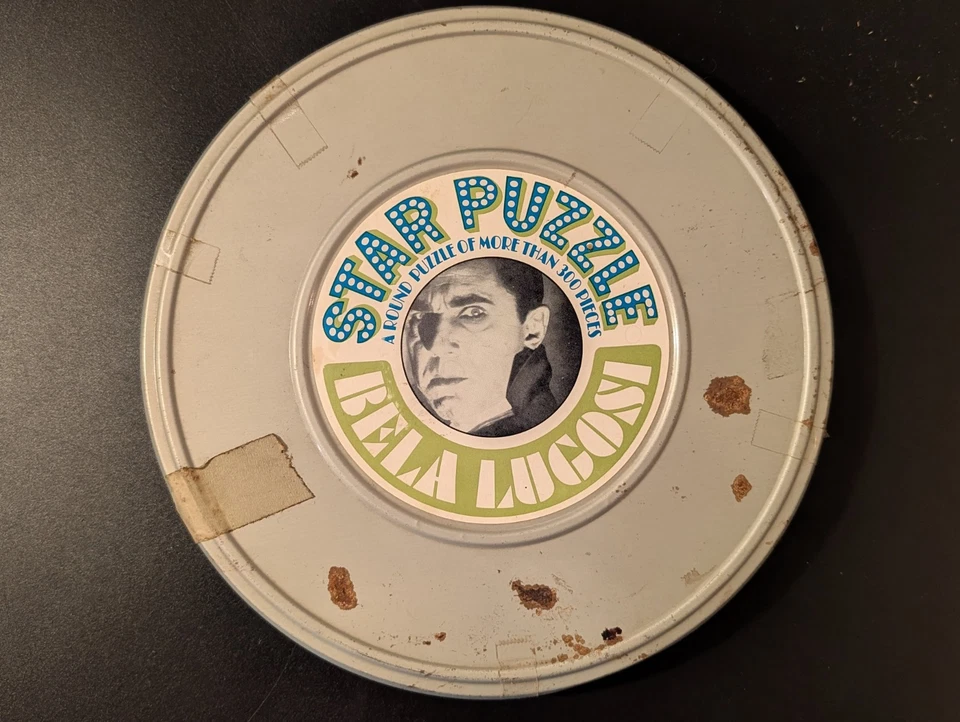 STAR PUZZLE
A ROUND PUZZLE OF MORE THAN 300 PIECES
BELA LUGOSI